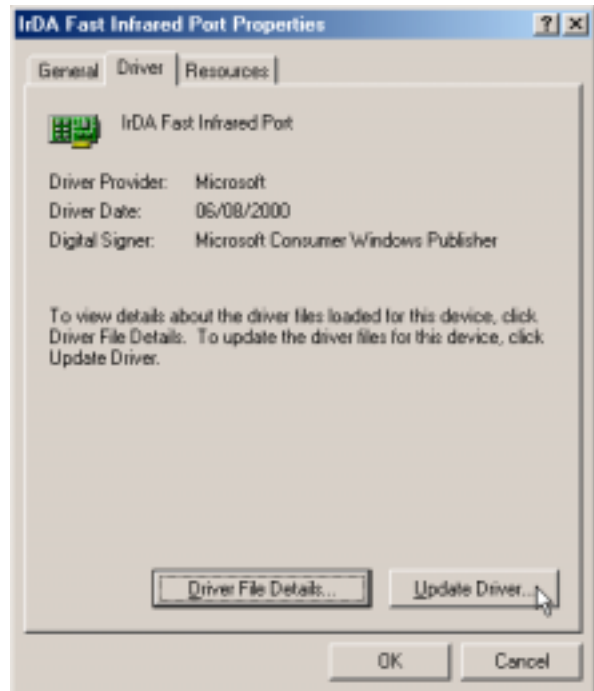 IrDA Fast Infrared Port Properties
General Driver Resources
IrDA Fast Infrared Port
Driver Provider: Microsoft
Driver Date: 06/08/2000
Digital Signer: Microsoft Consumer Windows Publisher
To view details about the driver files loaded for this device, click
Driver File Details. To update the driver files for this device, click
Update Driver.
Driver File Details... Update Driver...
OK Cancel